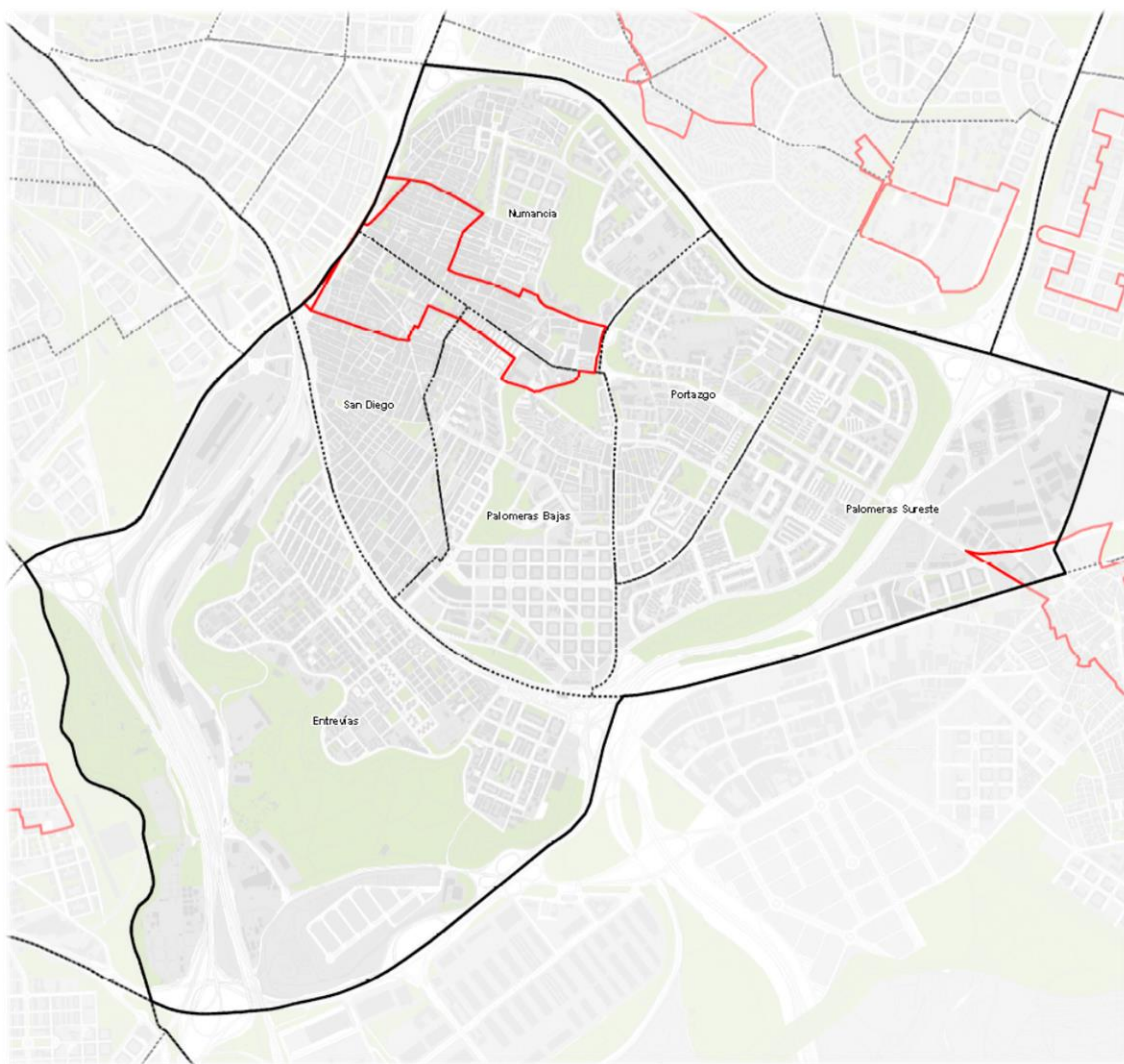 Numancia
San Diego
Portazgo
Palomeras Bajas
Palomeras Sureste
Entrevías